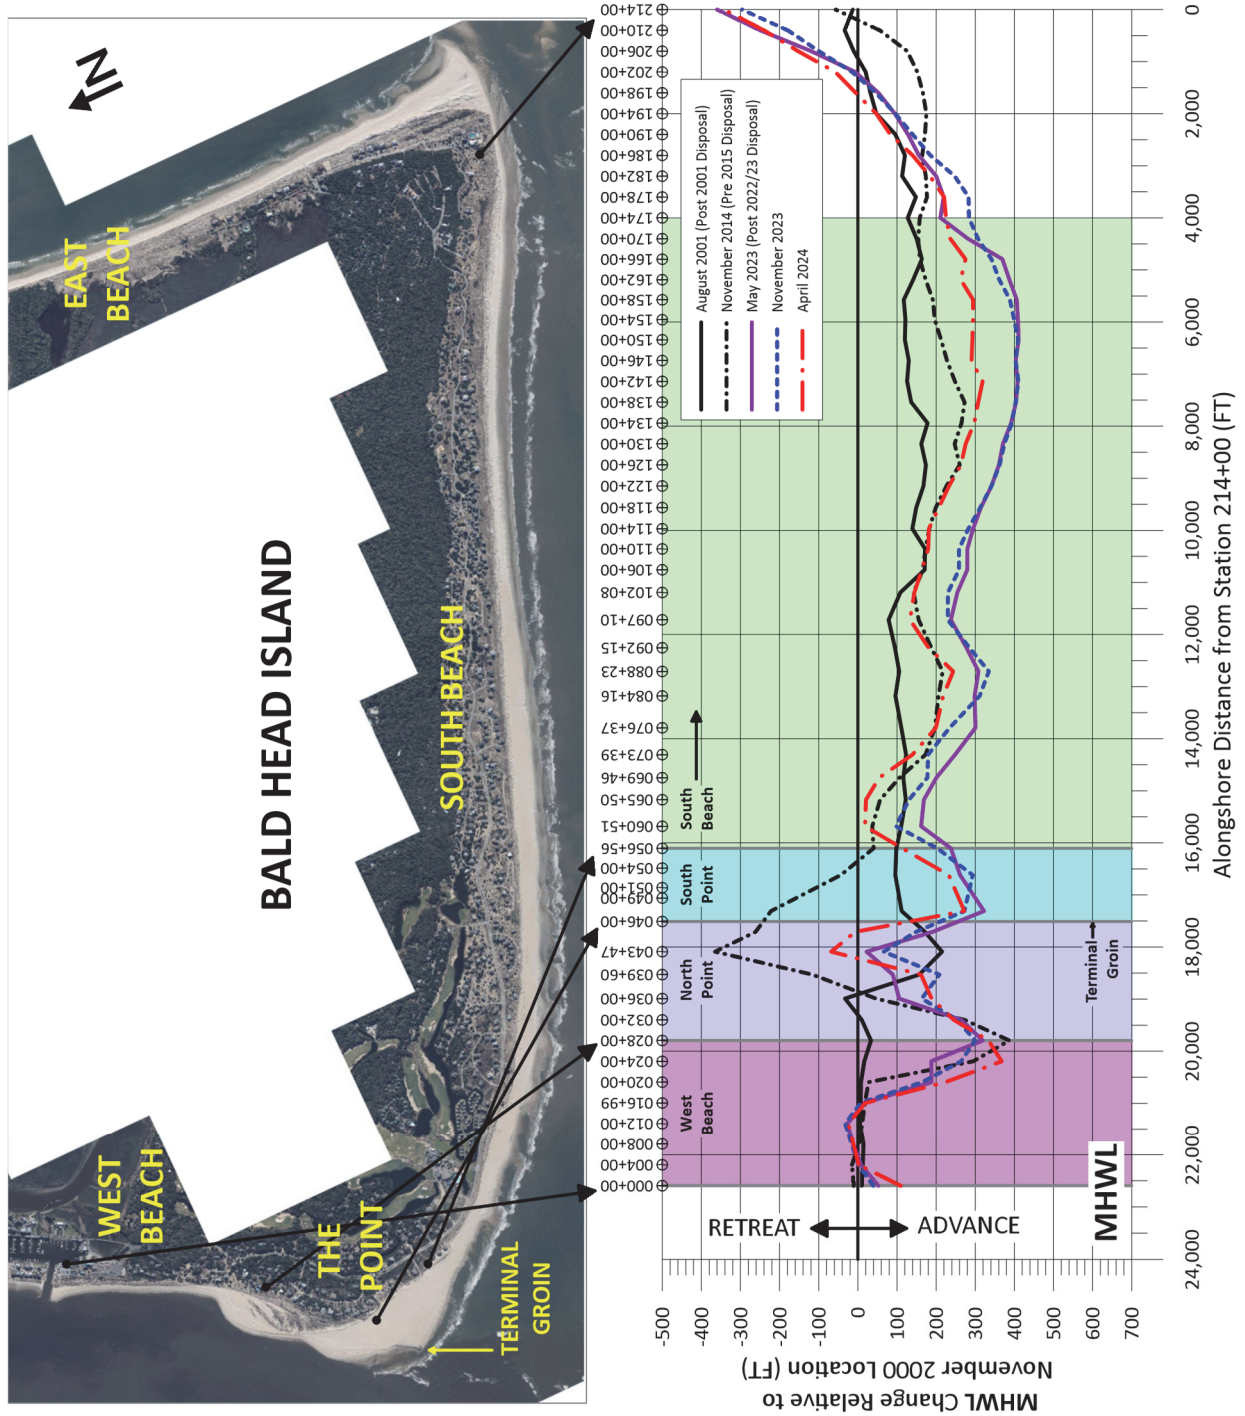 N
EAST
BEACH
BALD HEAD ISLAND
SOUTH BEACH
WEST
BEACH
THE
POINT
TERMINAL
GROIN
000+00
004+00
008+00
012+00
016+99
020+00
024+00
028+00
032+00
036+00
039+60
043+47
046+00
049+00
051+00
054+00
056+56
060+51
065+50
069+46
073+39
076+37
084+16
088+23
092+15
097+10
102+08
106+00
110+00
114+00
118+00
122+00
126+00
130+00
134+00
138+00
142+00
146+00
150+00
154+00
158+00
162+00
166+00
170+00
174+00
178+00
182+00
186+00
190+00
194+00
198+00
202+00
206+00
210+00
214+00
West
Beach
North
Point
South
Point
South
Beach
August 2001 (Post 2001 Disposal)
November 2014 (Pre 2015 Disposal)
May 2023 (Post 2022/23 Disposal)
November 2023
April 2024
RETREAT
ADVANCE
Terminal
Groin
MHWL
MHWL Change Relative to
November 2000 Location (FT)
-500
-400
-300
-200
-100
0
100
200
300
400
500
600
700
24,000
22,000
20,000
18,000
16,000
14,000
12,000
10,000
8,000
6,000
4,000
2,000
0
Alongshore Distance from Station 214+00 (FT)